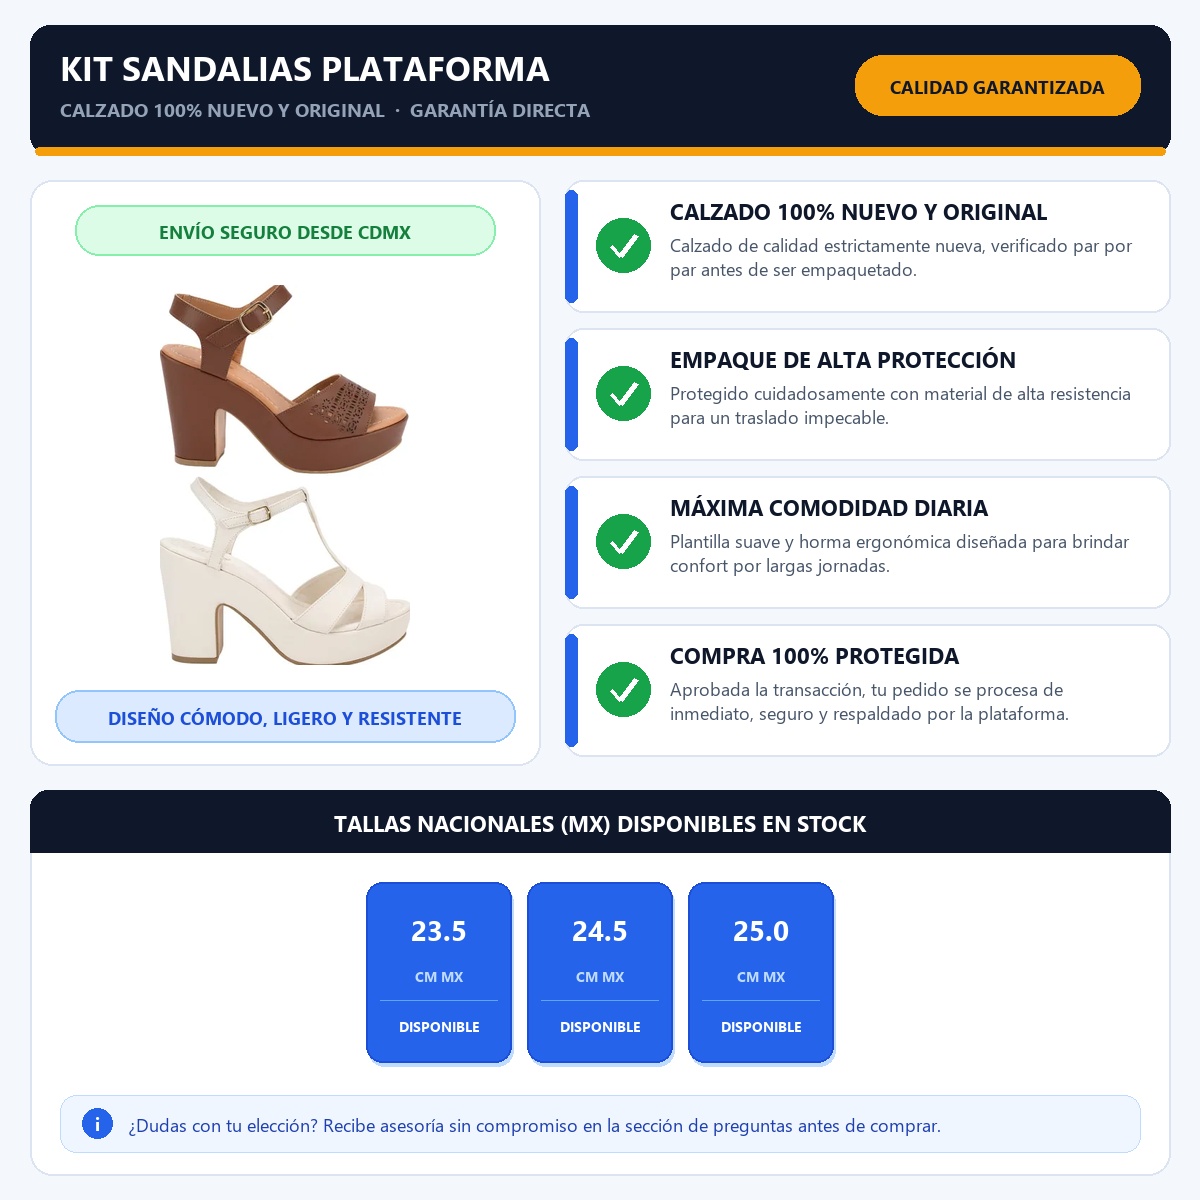 KIT SANDALIAS PLATAFORMA
CALZADO 100% NUEVO Y ORIGINAL · GARANTÍA DIRECTA
CALIDAD GARANTIZADA
ENVÍO SEGURO DESDE CDMX
DISEÑO CÓMODO, LIGERO Y RESISTENTE
CALZADO 100% NUEVO Y ORIGINAL
Calzado de calidad estrictamente nueva, verificado par por
par antes de ser empaquetado.
EMPAQUE DE ALTA PROTECCIÓN
Protegido cuidadosamente con material de alta resistencia
para un traslado impecable.
MÁXIMA COMODIDAD DIARIA
Plantilla suave y horma ergonómica diseñada para brindar
confort por largas jornadas.
COMPRA 100% PROTEGIDA
Aprobada la transacción, tu pedido se procesa de
inmediato, seguro y respaldado por la plataforma.
TALLAS NACIONALES (MX) DISPONIBLES EN STOCK
23.5
CM MX
DISPONIBLE
24.5
CM MX
DISPONIBLE
25.0
CM MX
DISPONIBLE
¿Dudas con tu elección? Recibe asesoría sin compromiso en la sección de preguntas antes de comprar.